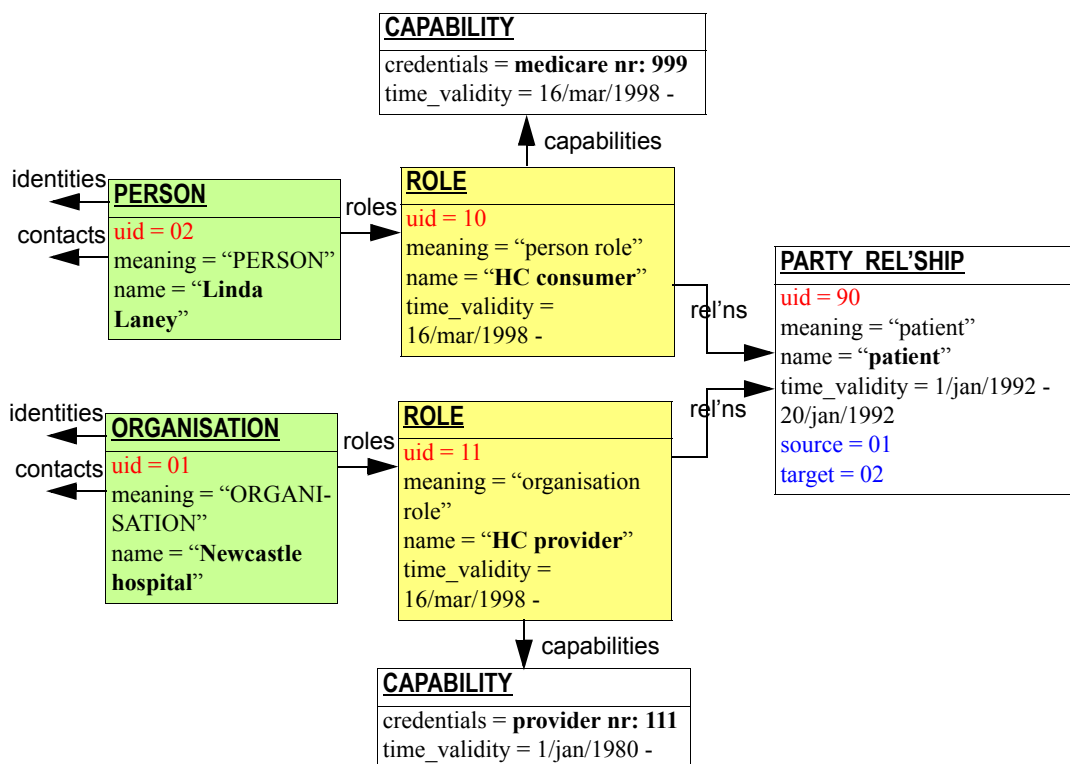 CAPABILITY
credentials = medicare nr: 999
time_validity = 16/mar/1998 -
capabilities
identities
contacts
PERSON
uid = 02
meaning = “PERSON”
name = “Linda
Laney”
roles
ROLE
uid = 10
meaning = “person role”
name = “HC consumer”
time_validity =
16/mar/1998 -
rel’ns
PARTY_REL’SHIP
uid = 90
meaning = “patient”
name = “patient”
time_validity = 1/jan/1992 -
20/jan/1992
source = 01
target = 02
identities
contacts
ORGANISATION
uid = 01
meaning = “ORGANI-
SATION”
name = “Newcastle
hospital”
roles
ROLE
uid = 11
meaning = “organisation
role”
name = “HC provider”
time_validity =
16/mar/1998 -
rel’ns
capabilities
CAPABILITY
credentials = provider nr: 111
time_validity = 1/jan/1980 -